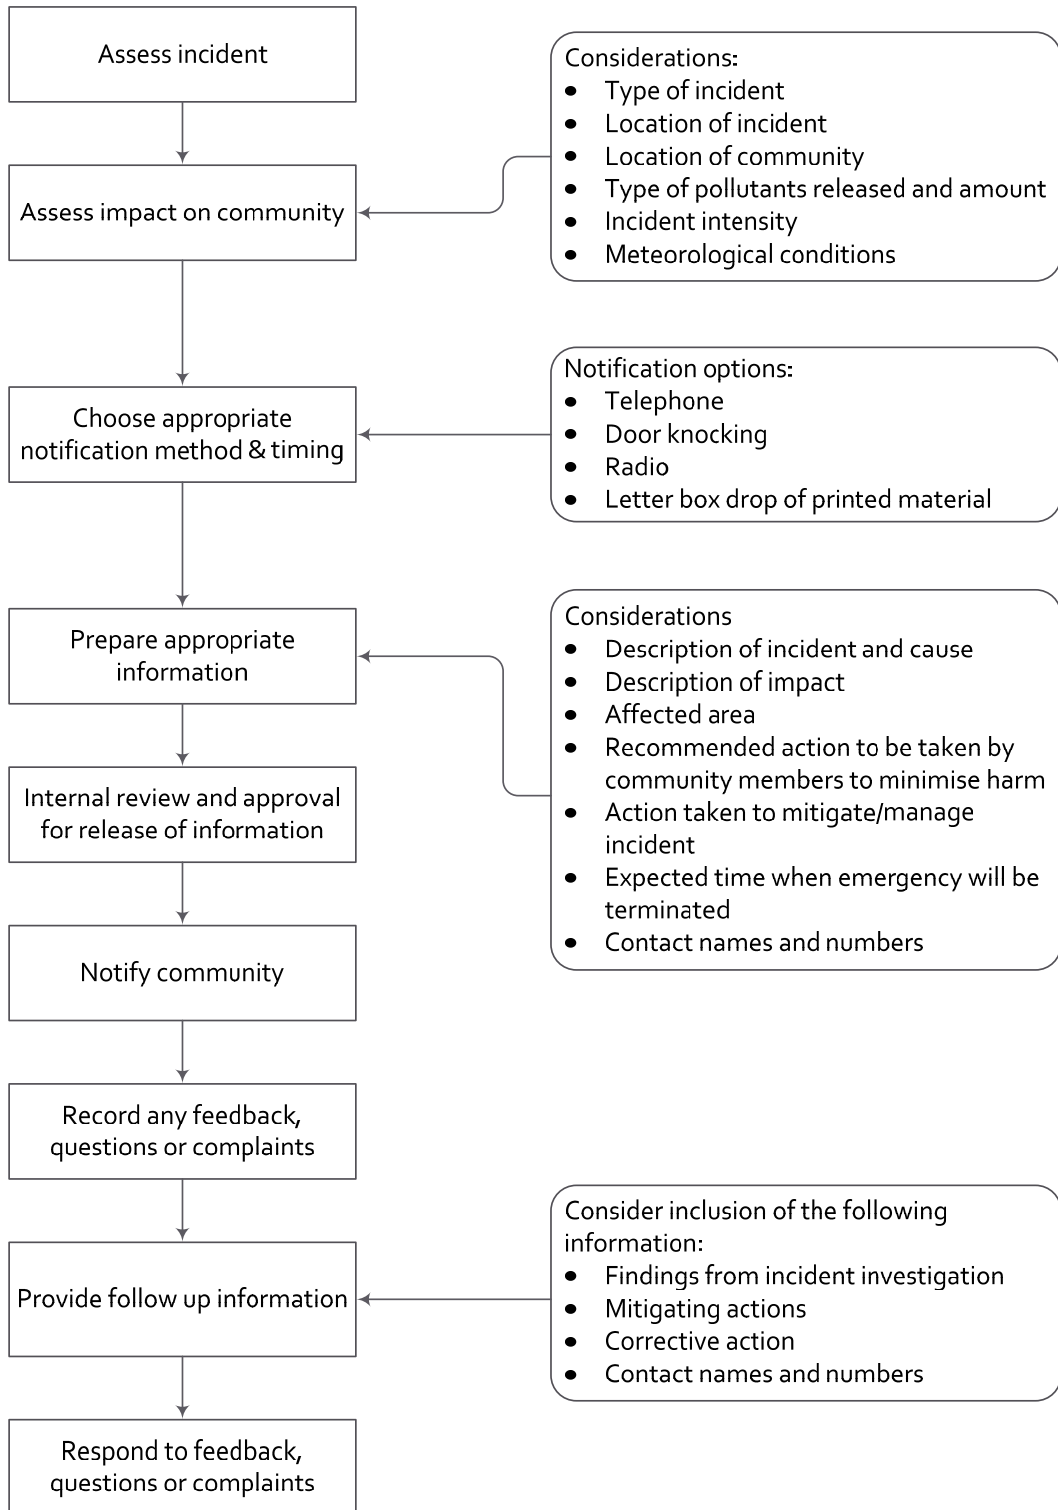 Assess incident
Considerations:
• Type of incident
• Location of incident
• Location of community
• Type of pollutants released and amount
• Incident intensity
• Meteorological conditions
Assess impact on community
Notification options:
• Telephone
• Door knocking
• Radio
• Letter box drop of printed material
Choose appropriate
notification method & timing
Considerations
• Description of incident and cause
• Description of impact
• Affected area
• Recommended action to be taken by
community members to minimise harm
• Action taken to mitigate/manage
incident
• Expected time when emergency will be
terminated
• Contact names and numbers
Prepare appropriate
information
Internal review and approval
for release of information
Notify community
Record any feedback,
questions or complaints
Consider inclusion of the following
information:
• Findings from incident investigation
• Mitigating actions
• Corrective action
• Contact names and numbers
Provide follow up information
Respond to feedback,
questions or complaints